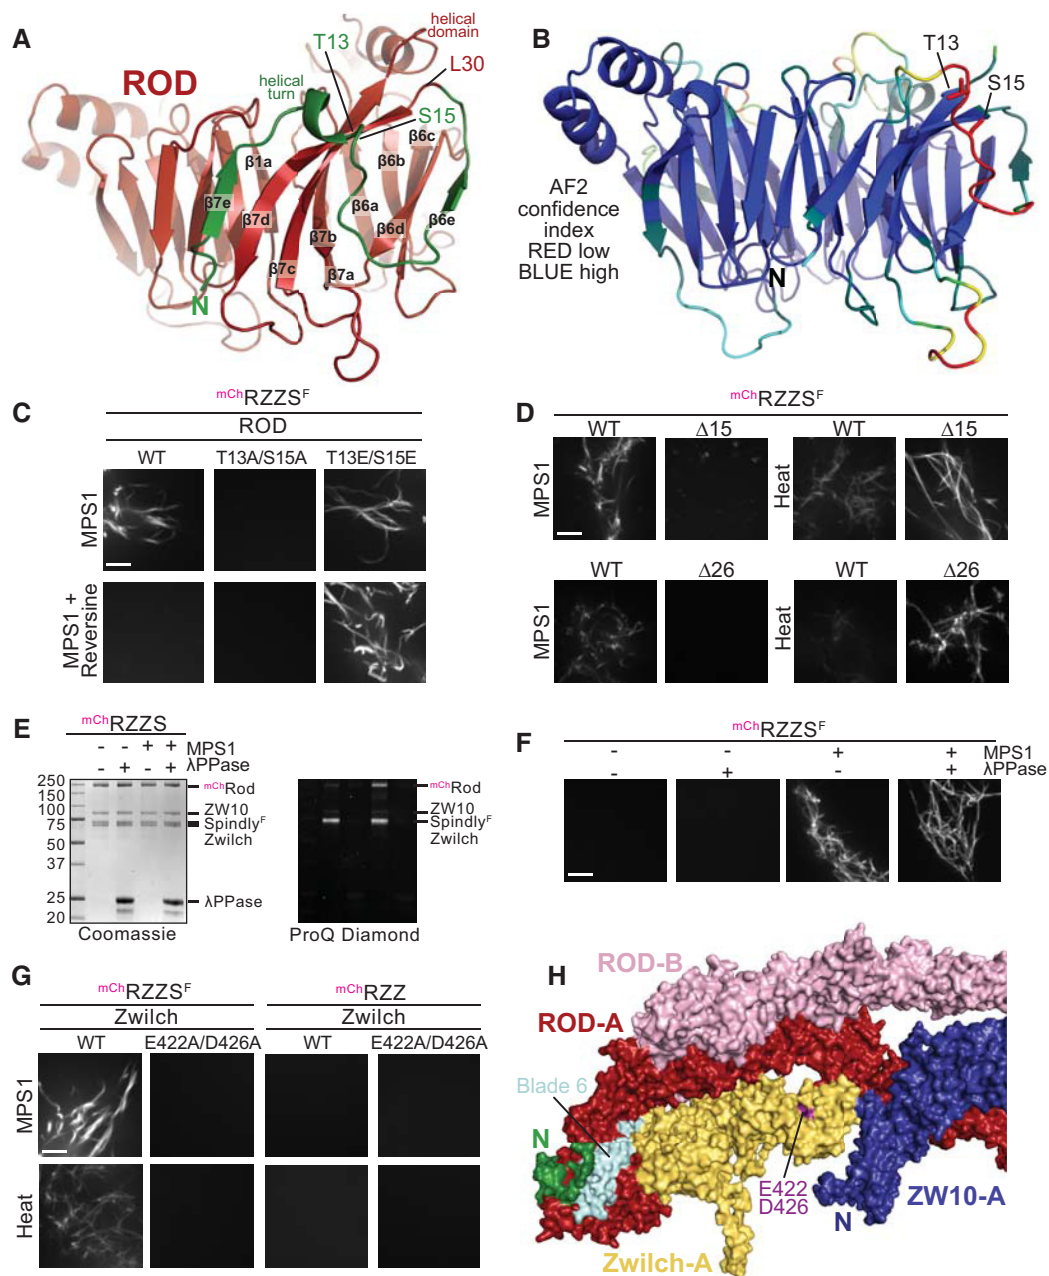 A
ROD
helical
turn
T13
helical
domain
L30
S15
β1a
β6c
β6b
β7e
β6a
β7d
β6e
β7b
β6d
β7c
β7a
N
B
T13
S15
AF2
confidence
index
RED low
BLUE high
N
C
mChRZZSF
ROD
WT T13A/S15A T13E/S15E
MPS1
MPS1 +
Reversine
D
mChRZZSF
WT Δ15 WT Δ15
MPS1
Heat
WT Δ26 WT Δ26
MPS1
Heat
E
mChRZZS
- - + + MPS1
- + - + λPPase
250
150
100
75
50
37
25
20
mChRod
ZW10
SpindlyF
Zwilch
λPPase
Coomassie
mChRod
ZW10
SpindlyF
Zwilch
ProQ Diamond
F
mChRZZSF
- - + + MPS1
- + - + λPPase
G
mChRZZSF mChRZZ
Zwilch Zwilch
WT E422A/D426A WT E422A/D426A
MPS1
Heat
H
ROD-B
ROD-A
Blade 6
N
E422
D426
N
ZW10-A
Zwilch-A